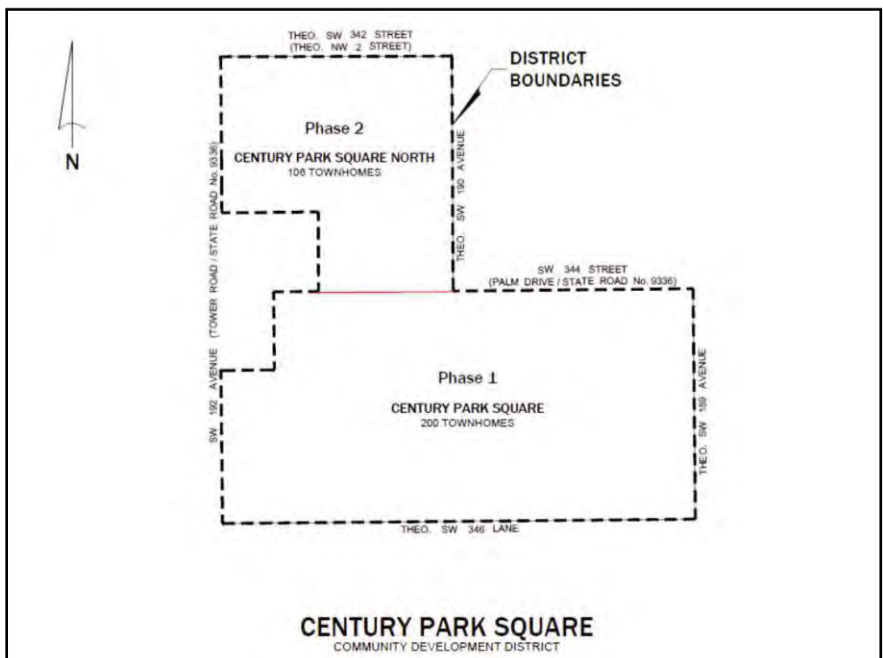 THEO. SW 342 STREET
(THEO. NW 2 STREET)
DISTRICT
BOUNDARIES
N
Phase 2
CENTURY PARK SQUARE NORTH
106 TOWNHOMES
THEO. SW 190 AVENUE
SW 192 AVENUE (TOWER ROAD / STATE ROAD No. 9336)
SW 344 STREET
(PALM DRIVE / STATE ROAD No. 9336)
Phase 1
CENTURY PARK SQUARE
200 TOWNHOMES
THEO. SW 189 AVENUE
THEO. SW 346 LANE
CENTURY PARK SQUARE
COMMUNITY DEVELOPMENT DISTRICT